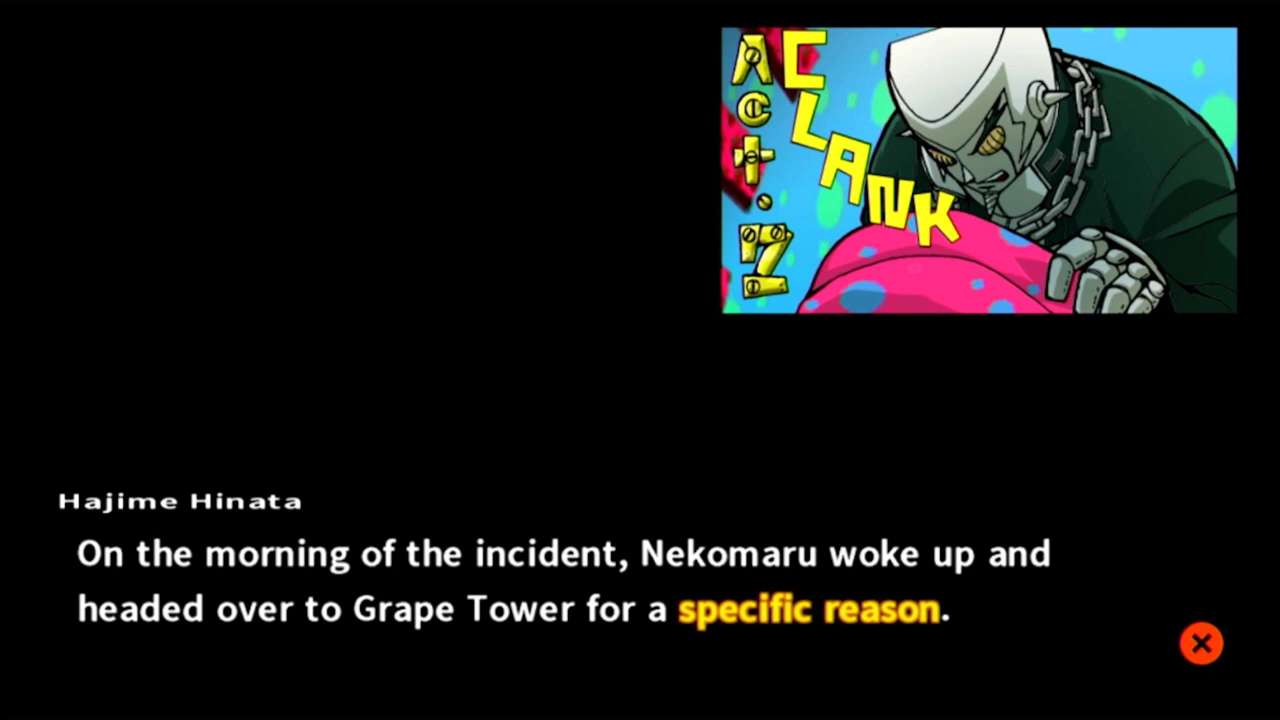 Act.2
CLANK
Hajime Hinata
On the morning of the incident, Nekomaru woke up and
headed over to Grape Tower for a specific reason.